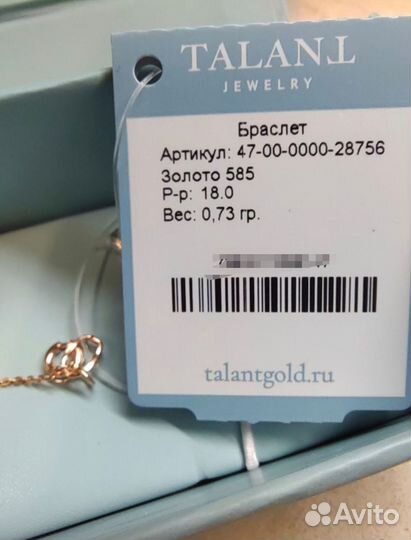 TALANT
JEWELRY
Браслет
Артикул: 47-00-0000-28756
Золото 585
Р-р: 18.0
Вес: 0,73 гр.
talantgold.ru
Avito